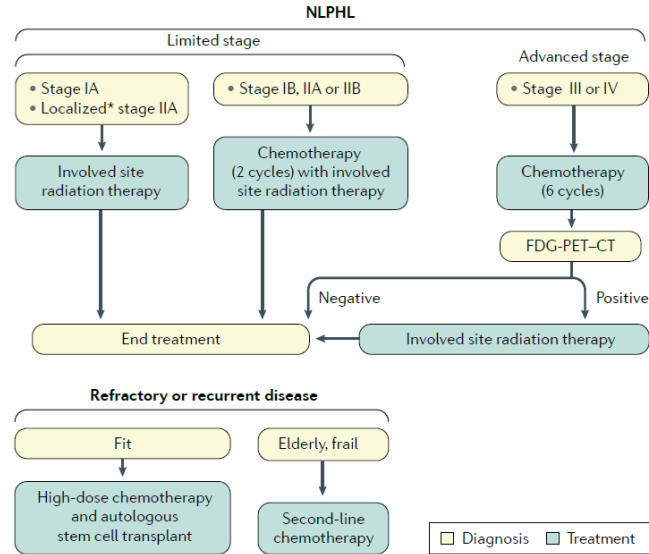 NLPHL
Limited stage
Advanced stage
• Stage IA
• Localized* stage IIA
• Stage IB, IIA or IIB
• Stage III or IV
Involved site
radiation therapy
Chemotherapy
(2 cycles) with involved
site radiation therapy
Chemotherapy
(6 cycles)
FDG-PET–CT
Negative
Positive
End treatment
Involved site radiation therapy
Refractory or recurrent disease
Fit
Elderly, frail
High-dose chemotherapy
and autologous
stem cell transplant
Second-line
chemotherapy
Diagnosis
Treatment